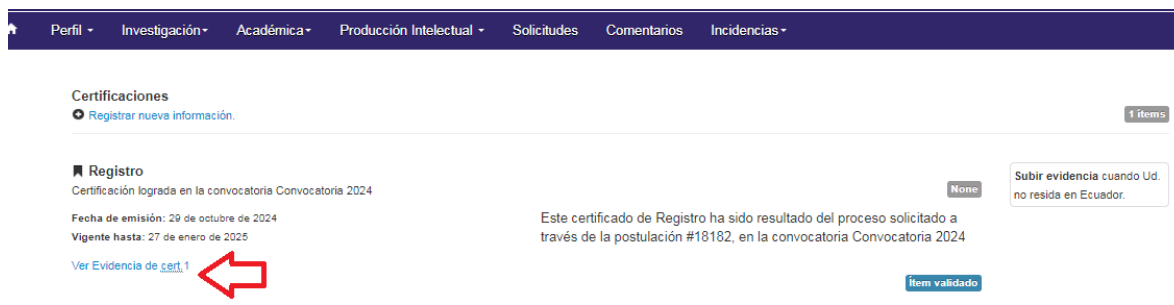 Perfil Investigación Académica Producción Intelectual Solicitudes Comentarios Incidencias
Certificaciones
Registrar nueva información.
1 ítems
Registro
Certificación lograda en la convocatoria Convocatoria 2024
Fecha de emisión: 29 de octubre de 2024
Vigente hasta: 27 de enero de 2025
Ver Evidencia de cert.1
None
Este certificado de Registro ha sido resultado del proceso solicitado a
través de la postulación #18182, en la convocatoria Convocatoria 2024
Ítem validado
Subir evidencia cuando Ud.
no resida en Ecuador.